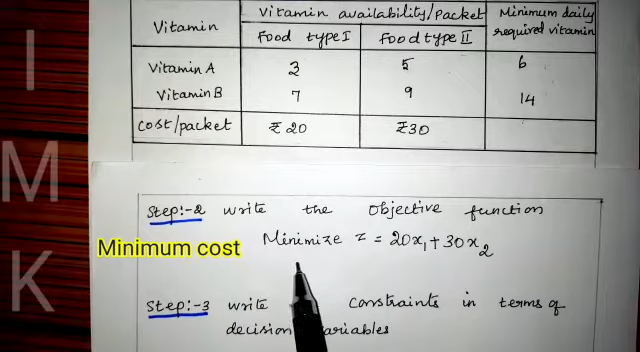 Vitamin availability/Packet Minimum daily
Vitamin Food type I Food type II required vitamin
Vitamin A 3 5 6
Vitamin B 7 9 14
Cost/packet ₹20 ₹30
Step:-2 write the objective function
Minimum cost Minimize z = 20x₁ + 30x₂
Step:-3 write constraints in terms of
decision variables
I
M
K